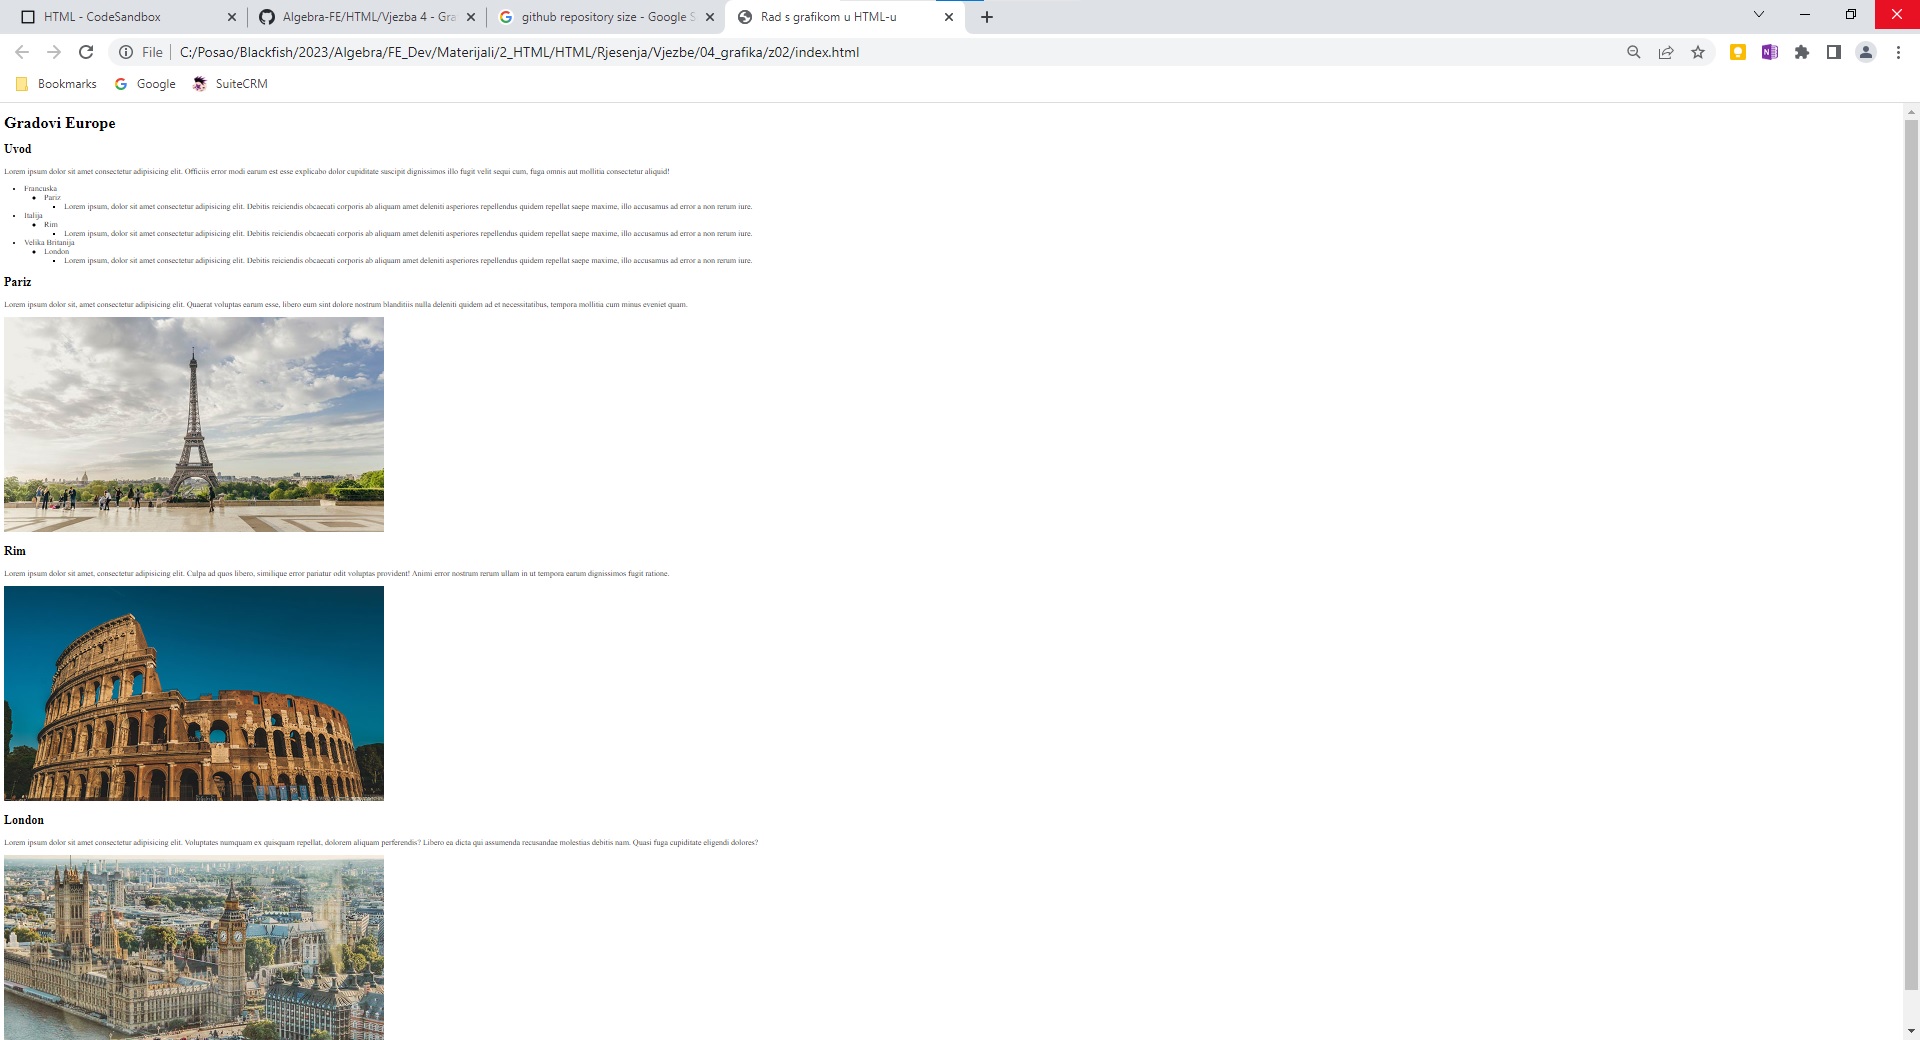 HTML - CodeSandbox
Algebra-FE/HTML/Vjezba 4 - Gra
github repository size - Google S
Rad s grafikom u HTML-u
File
C:/Posao/Blackfish/2023/Algebra/FE_Dev/Materijali/2_HTML/HTML/Rjesenja/Vjezbe/04_grafika/z02/index.html
Bookmarks
Google
SuiteCRM
Gradovi Europe
Uvod
Lorem ipsum dolor sit amet consectetur adipisicing elit. Officiis error modi earum est esse explicabo dolor cupiditate suscipit dignissimos illo fugit velit sequi cum, fuga omnis aut mollitia consectetur aliquid!
Francuska
Pariz
Lorem ipsum, dolor sit amet consectetur adipisicing elit. Debitis reiciendis obcaecati corporis ab aliquam amet deleniti asperiores repellendus quidem repellat saepe maxime, illo accusamus ad error a non rerum iure.
Italija
Rim
Lorem ipsum, dolor sit amet consectetur adipisicing elit. Debitis reiciendis obcaecati corporis ab aliquam amet deleniti asperiores repellendus quidem repellat saepe maxime, illo accusamus ad error a non rerum iure.
Velika Britanija
London
Lorem ipsum, dolor sit amet consectetur adipisicing elit. Debitis reiciendis obcaecati corporis ab aliquam amet deleniti asperiores repellendus quidem repellat saepe maxime, illo accusamus ad error a non rerum iure.
Pariz
Lorem ipsum dolor sit, amet consectetur adipisicing elit. Quaerat voluptas earum esse, libero eum sint dolore nostrum blanditiis nulla deleniti quidem ad et necessitatibus, tempora mollitia cum minus eveniet quam.
Rim
Lorem ipsum dolor sit amet, consectetur adipisicing elit. Culpa ad quos libero, similique error pariatur odit voluptas provident! Animi error nostrum rerum ullam in ut tempora earum dignissimos fugit ratione.
London
Lorem ipsum dolor sit amet consectetur adipisicing elit. Voluptates numquam ex quisquam repellat, dolorem aliquam perferendis? Libero ea dicta qui assumenda recusandae molestias debitis nam. Quasi fuga cupiditate eligendi dolores?